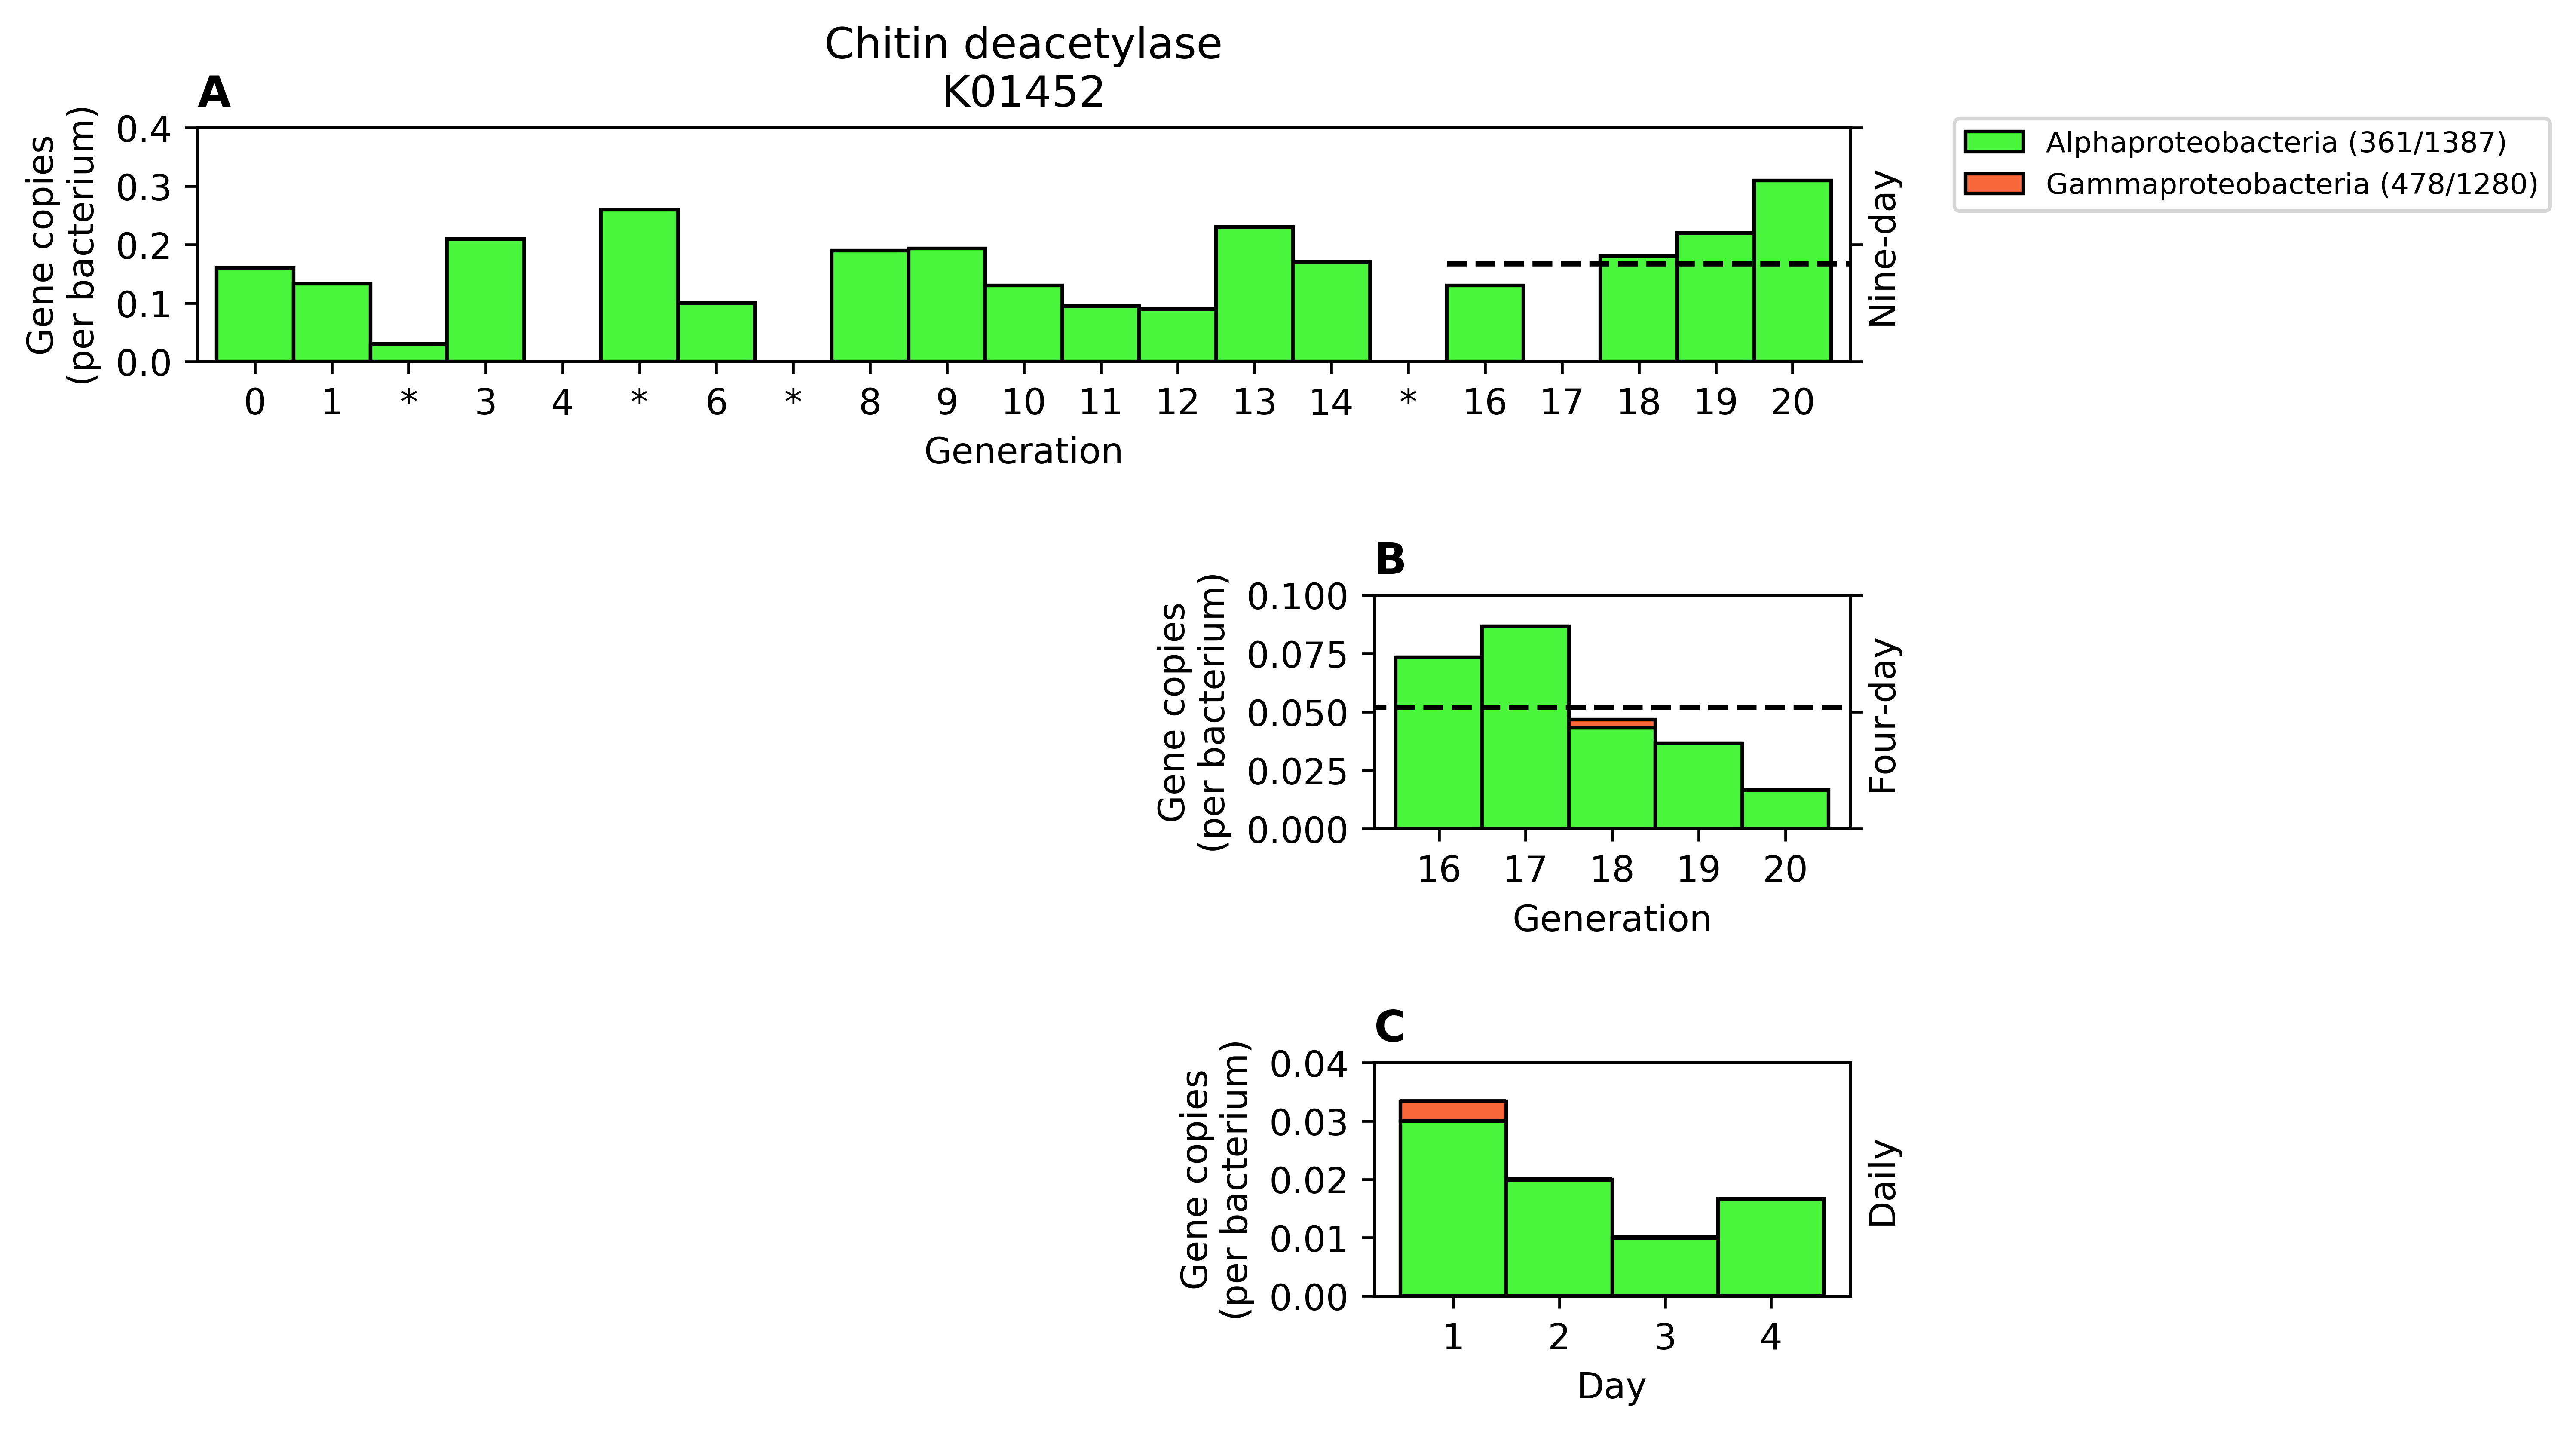 Chitin deacetylase
K01452
A
Gene copies
(per bacterium)
0.4
0.3
0.2
0.1
0.0
0 1 * 3 4 * 6 * 8 9 10 11 12 13 14 * 16 17 18 19 20
Generation
Nine-day
Alphaproteobacteria (361/1387)
Gammaproteobacteria (478/1280)
B
Gene copies
(per bacterium)
0.100
0.075
0.050
0.025
0.000
16 17 18 19 20
Generation
Four-day
C
Gene copies
(per bacterium)
0.04
0.03
0.02
0.01
0.00
1 2 3 4
Day
Daily